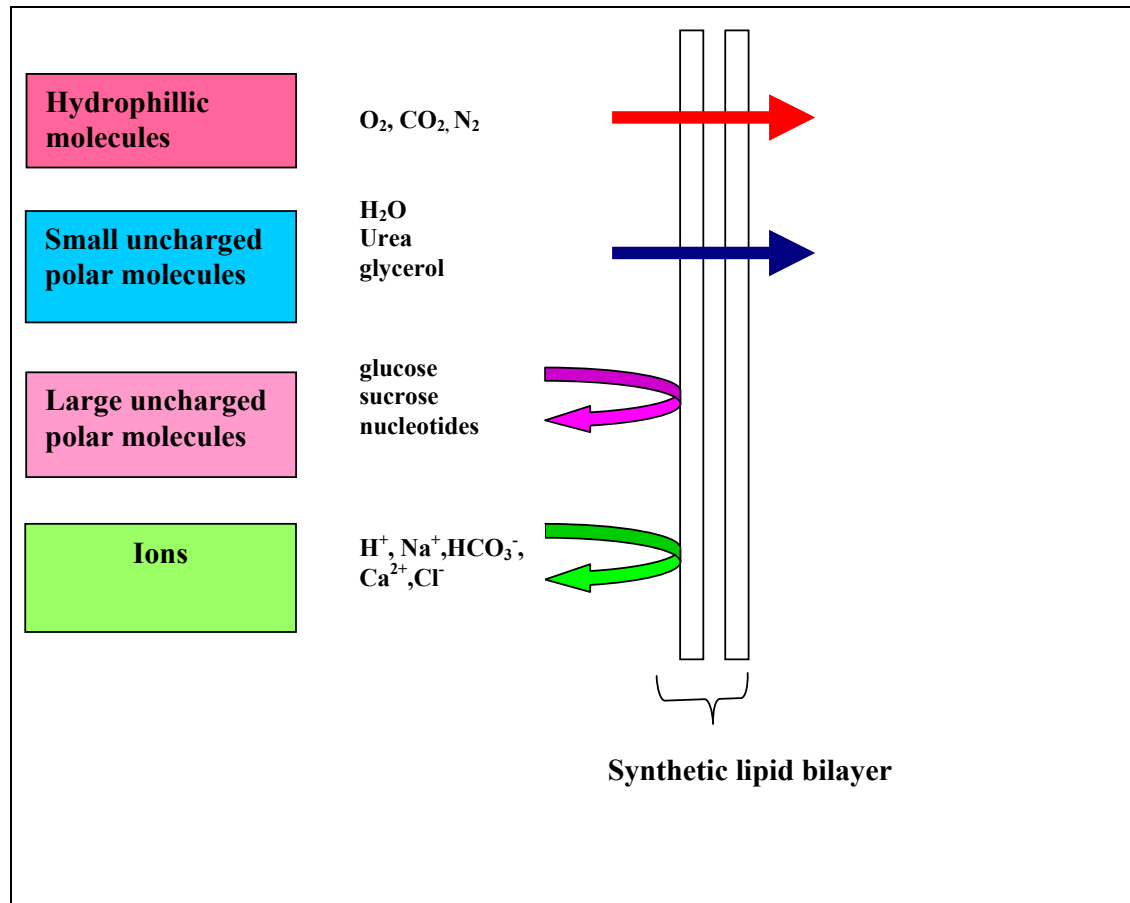 Hydrophillic
molecules
O₂, CO₂, N₂
Small uncharged
polar molecules
H₂O
Urea
glycerol
Large uncharged
polar molecules
glucose
sucrose
nucleotides
Ions
H⁺, Na⁺,HCO₃⁻,
Ca²⁺,Cl⁻
Synthetic lipid bilayer